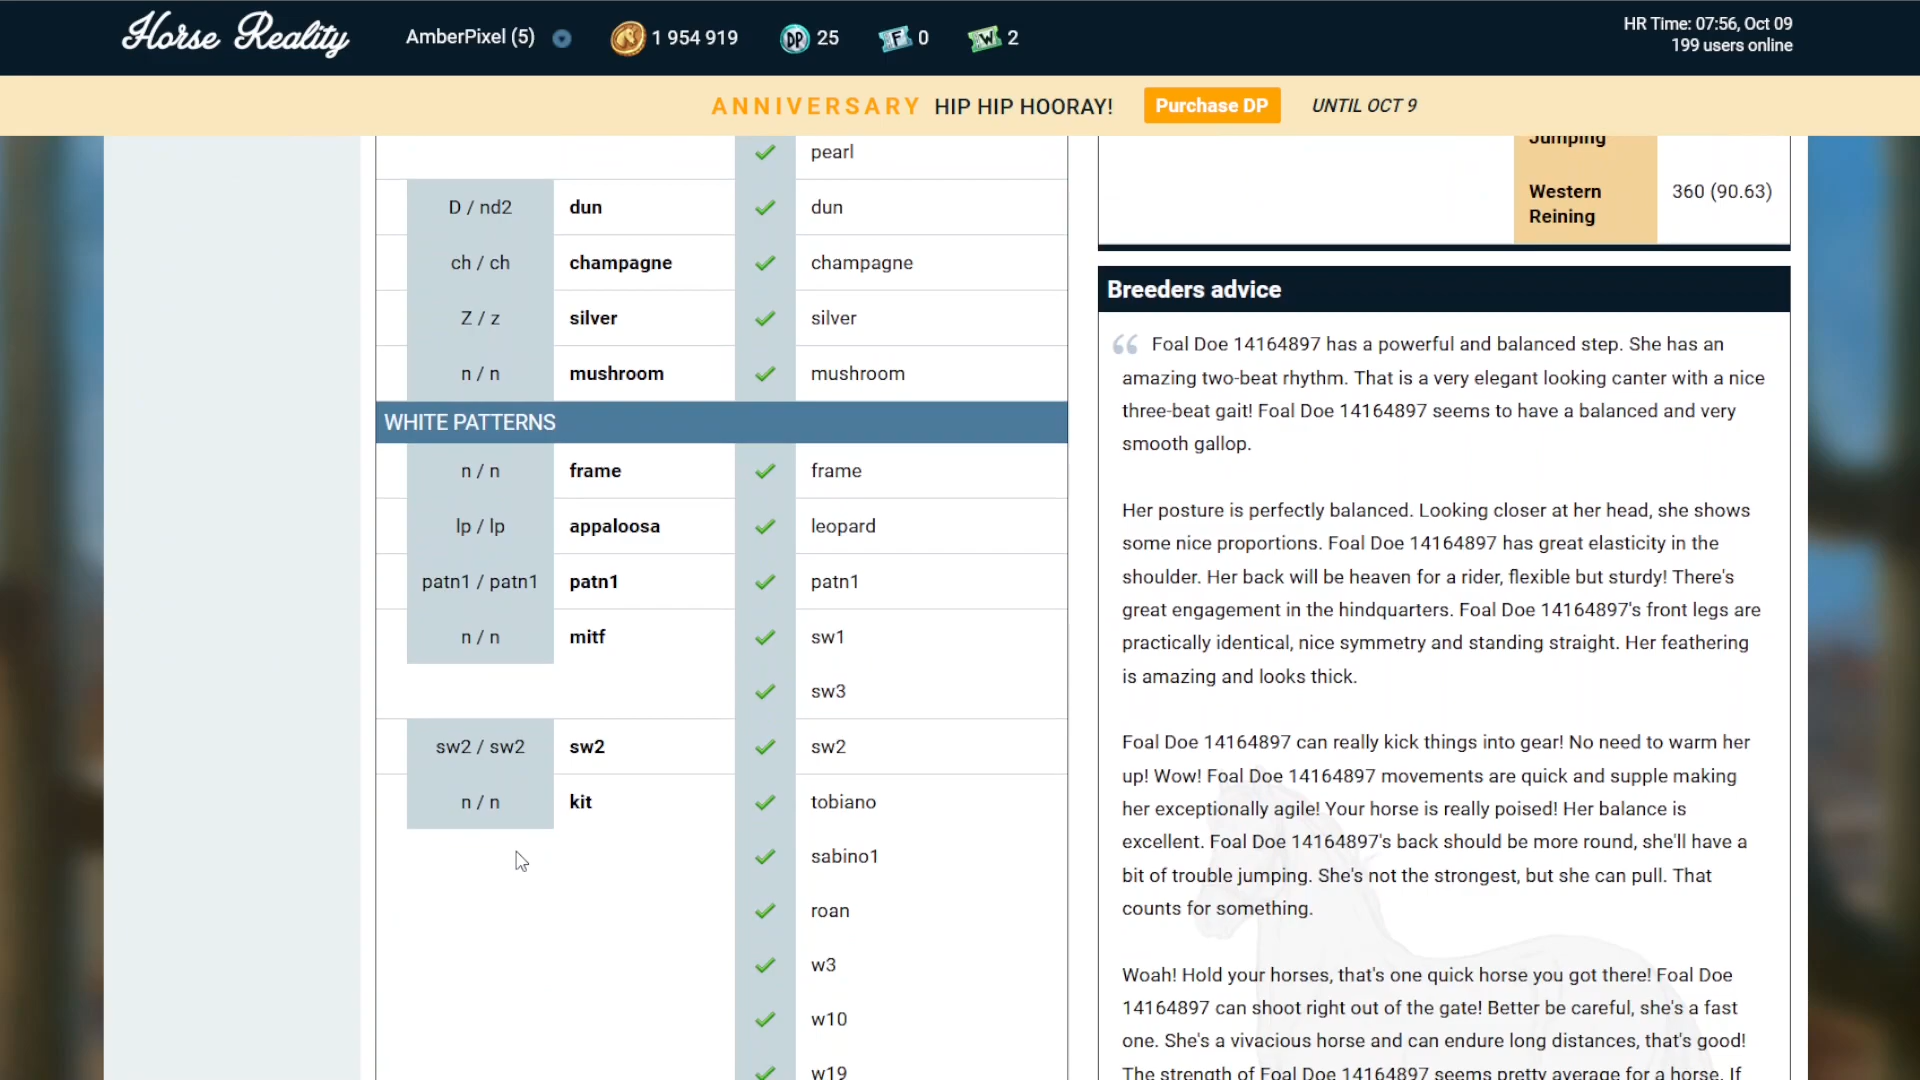 Horse Reality
AmberPixel (5)
1 954 919
DP
25
F
0
W
2
HR Time: 07:56, Oct 09
199 users online
ANNIVERSARY HIP HIP HOORAY!
Purchase DP
UNTIL OCT 9
pearl
D / nd2 dun dun
ch / ch champagne champagne
Z / z silver silver
n / n mushroom mushroom
WHITE PATTERNS
n / n frame frame
lp / lp appaloosa leopard
patn1 / patn1 patn1 patn1
n / n mitf sw1
sw3
sw2 / sw2 sw2 sw2
n / n kit tobiano
sabino1
roan
w3
w10
w19
Jumping
Western
Reining
360 (90.63)
Breeders advice
Foal Doe 14164897 has a powerful and balanced step. She has an
amazing two-beat rhythm. That is a very elegant looking canter with a nice
three-beat gait! Foal Doe 14164897 seems to have a balanced and very
smooth gallop.
Her posture is perfectly balanced. Looking closer at her head, she shows
some nice proportions. Foal Doe 14164897 has great elasticity in the
shoulder. Her back will be heaven for a rider, flexible but sturdy! There's
great engagement in the hindquarters. Foal Doe 14164897's front legs are
practically identical, nice symmetry and standing straight. Her feathering
is amazing and looks thick.
Foal Doe 14164897 can really kick things into gear! No need to warm her
up! Wow! Foal Doe 14164897 movements are quick and supple making
her exceptionally agile! Your horse is really poised! Her balance is
excellent. Foal Doe 14164897's back should be more round, she'll have a
bit of trouble jumping. She's not the strongest, but she can pull. That
counts for something.
Woah! Hold your horses, that's one quick horse you got there! Foal Doe
14164897 can shoot right out of the gate! Better be careful, she's a fast
one. She's a vivacious horse and can endure long distances, that's good!
The strength of Foal Doe 14164897 seems pretty average for a horse. If